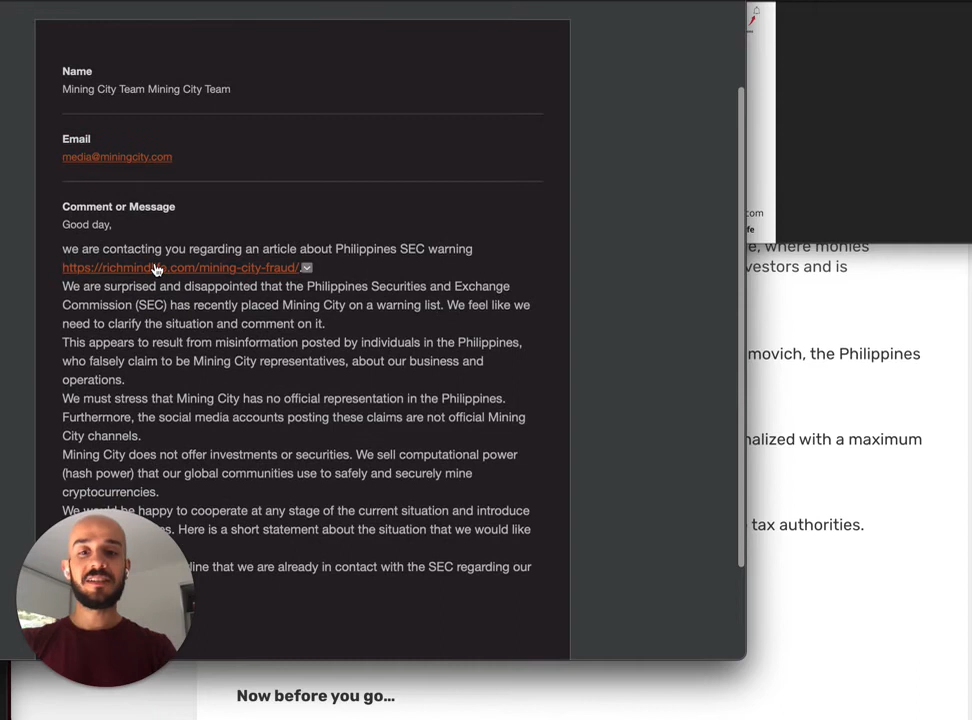 Name
Mining City Team Mining City Team
Email
media@miningcity.com
Comment or Message
Good day,
we are contacting you regarding an article about Philippines SEC warning
https://richmindlife.com/mining-city-fraud/
We are surprised and disappointed that the Philippines Securities and Exchange
Commission (SEC) has recently placed Mining City on a warning list. We feel like we
need to clarify the situation and comment on it.
This appears to result from misinformation posted by individuals in the Philippines,
who falsely claim to be Mining City representatives, about our business and
operations.
We must stress that Mining City has no official representation in the Philippines.
Furthermore, the social media accounts posting these claims are not official Mining
City channels.
Mining City does not offer investments or securities. We sell computational power
(hash power) that our global communities use to safely and securely mine
cryptocurrencies.
We would be happy to cooperate at any stage of the current situation and introduce
Here is a short statement about the situation that we would like
that we are already in contact with the SEC regarding our
com
fe
where monies
vestors and is
movich, the Philippines
nalized with a maximum
tax authorities.
Now before you go...